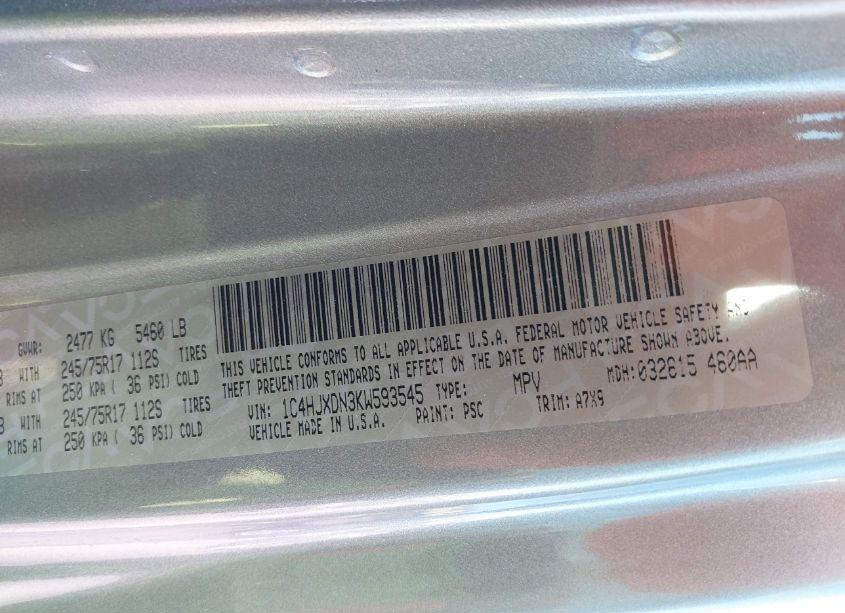 GVWR: 2477 KG 5460 LB
WITH 245/75R17 112S TIRES
RIMS AT 250 KPA ( 36 PSI) COLD
WITH 245/75R17 112S TIRES
RIMS AT 250 KPA ( 36 PSI) COLD
THIS VEHICLE CONFORMS TO ALL APPLICABLE U.S.A. FEDERAL MOTOR VEHICLE SAFETY AND
THEFT PREVENTION STANDARDS IN EFFECT ON THE DATE OF MANUFACTURE SHOWN ABOVE.
VIN: 1C4HJXDN3KW593545 TYPE: MPV MDH: 032615 460AA
VEHICLE MADE IN U.S.A. PAINT: PSC TRIM: A7X9